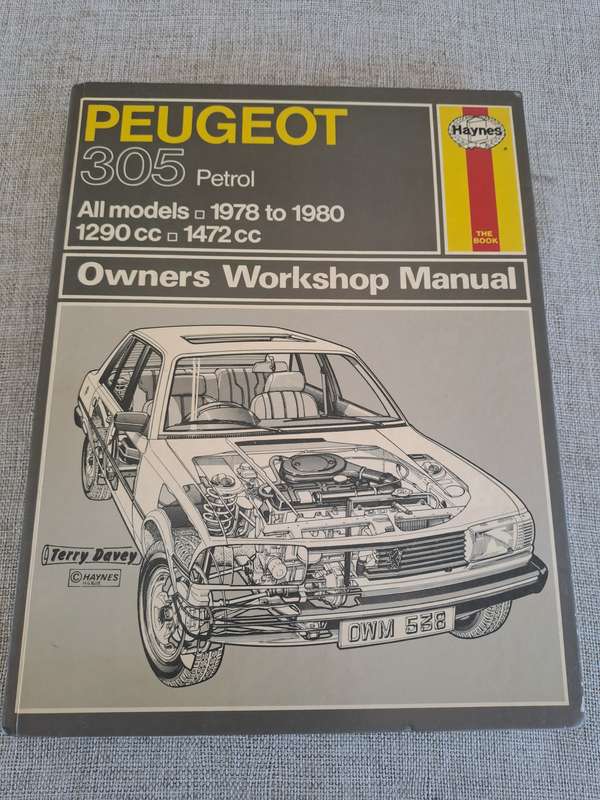 PEUGEOT
305 Petrol
All models ▫ 1978 to 1980
1290 cc ▫ 1472 cc
Haynes
THE
BOOK
Owners Workshop Manual
Terry Davey
© HAYNES
OWM 538